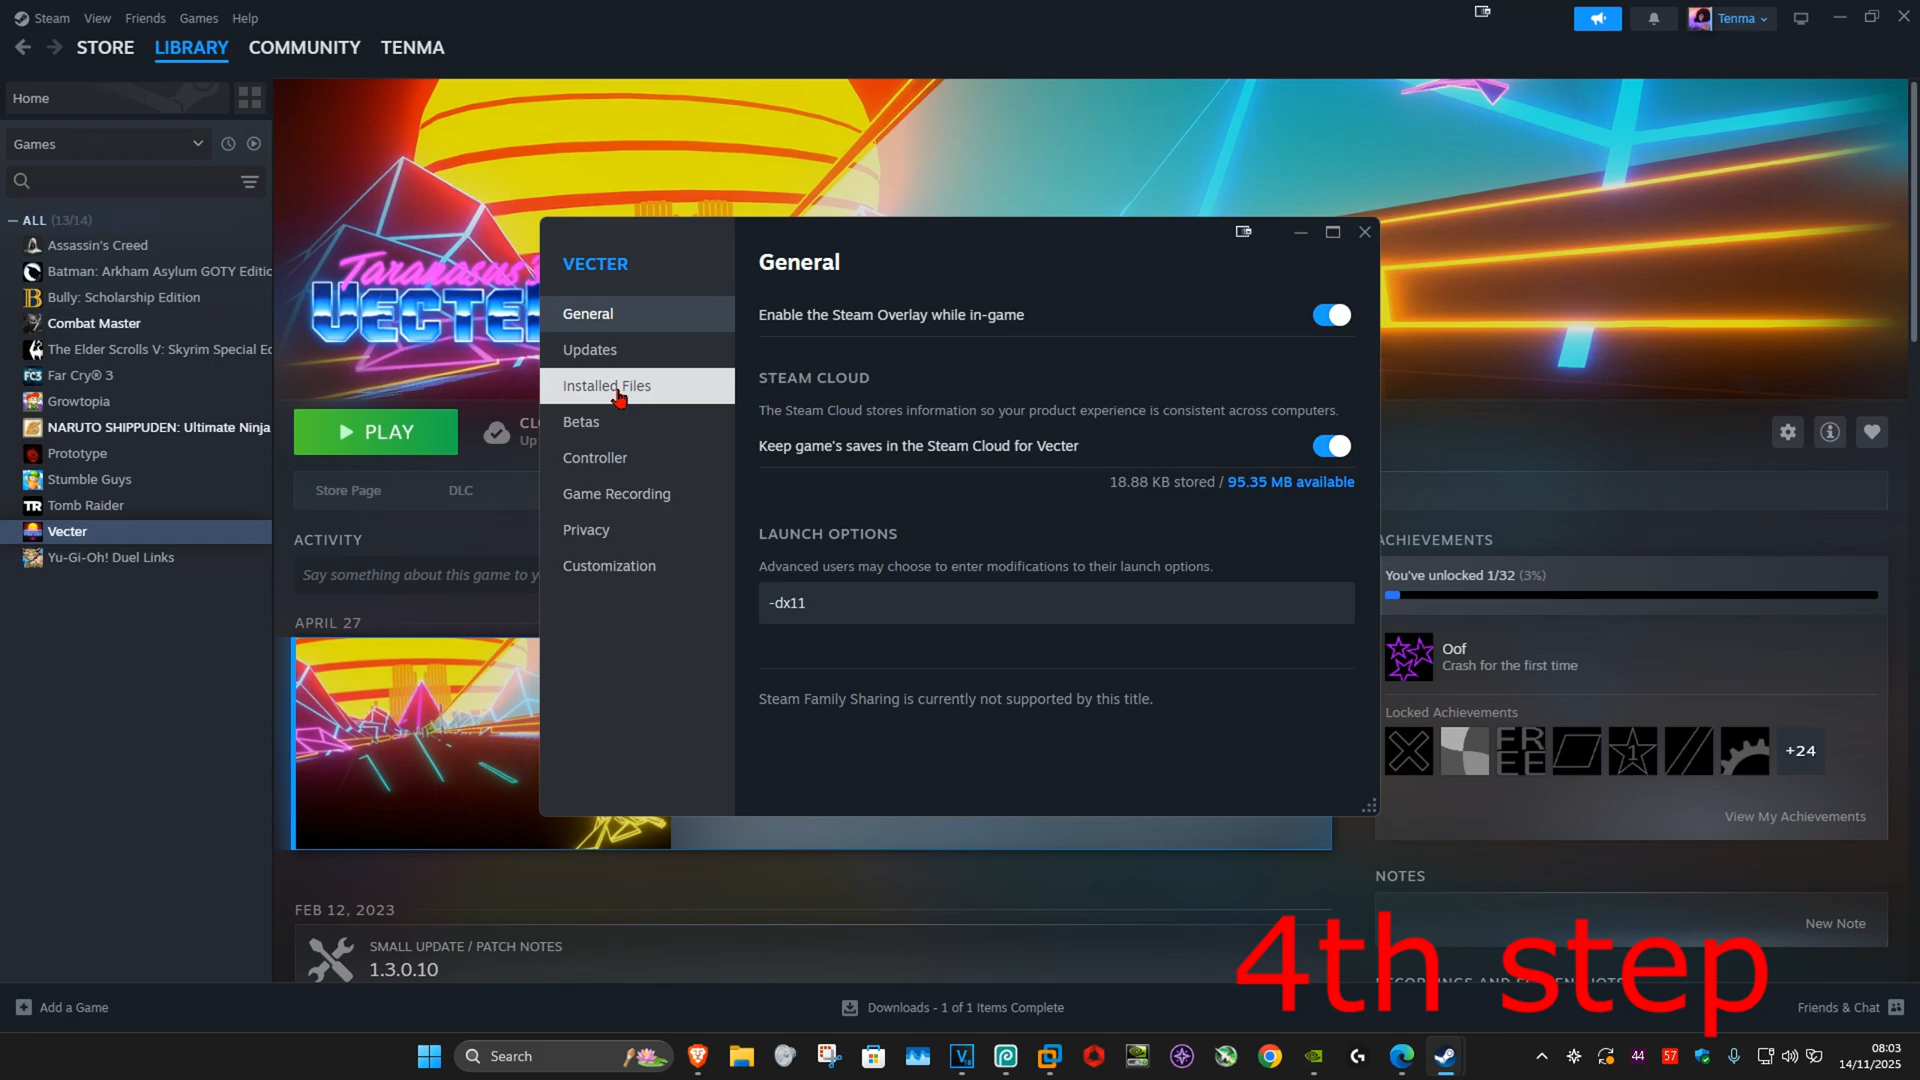 Steam View Friends Games Help
Tenma
STORE LIBRARY COMMUNITY TENMA
Home
Games
ALL (13/14)
Assassin's Creed
Batman: Arkham Asylum GOTY Editic
Bully: Scholarship Edition
Combat Master
The Elder Scrolls V: Skyrim Special Ec
Far Cry® 3
Growtopia
NARUTO SHIPPUDEN: Ultimate Ninja
Prototype
Stumble Guys
Tomb Raider
Vecter
Yu-Gi-Oh! Duel Links
Taranasus's
VECTE
PLAY
CL
Up
Store Page DLC
ACTIVITY
Say something about this game to y
APRIL 27
FEB 12, 2023
SMALL UPDATE / PATCH NOTES
1.3.0.10
VECTER
General
Updates
Installed Files
Betas
Controller
Game Recording
Privacy
Customization
General
Enable the Steam Overlay while in-game
STEAM CLOUD
The Steam Cloud stores information so your product experience is consistent across computers.
Keep game's saves in the Steam Cloud for Vecter
18.88 KB stored / 95.35 MB available
LAUNCH OPTIONS
Advanced users may choose to enter modifications to their launch options.
-dx11
Steam Family Sharing is currently not supported by this title.
ACHIEVEMENTS
You've unlocked 1/32 (3%)
Oof
Crash for the first time
Locked Achievements
FREE
1
+24
View My Achievements
NOTES
New Note
4th step
Add a Game
Downloads - 1 of 1 Items Complete
Friends & Chat
Search
44 57
08:03
14/11/2025